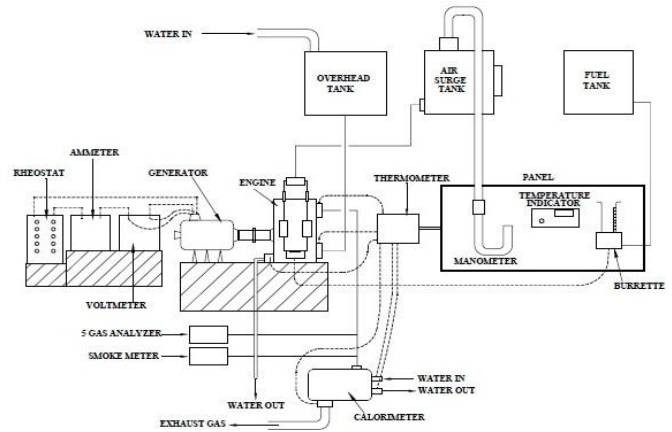 WATER IN
OVERHEAD
TANK
AIR
SURGE
TANK
FUEL
TANK
AMMETER
RHEOSTAT
GENERATOR
ENGINE
THERMOMETER
PANEL
TEMPERATURE
INDICATOR
VOLTMETER
MANOMETER
BURRETTE
5 GAS ANALYZER
SMOKE METER
WATER IN
WATER OUT
WATER OUT
CALORIMETER
EXHAUST GAS